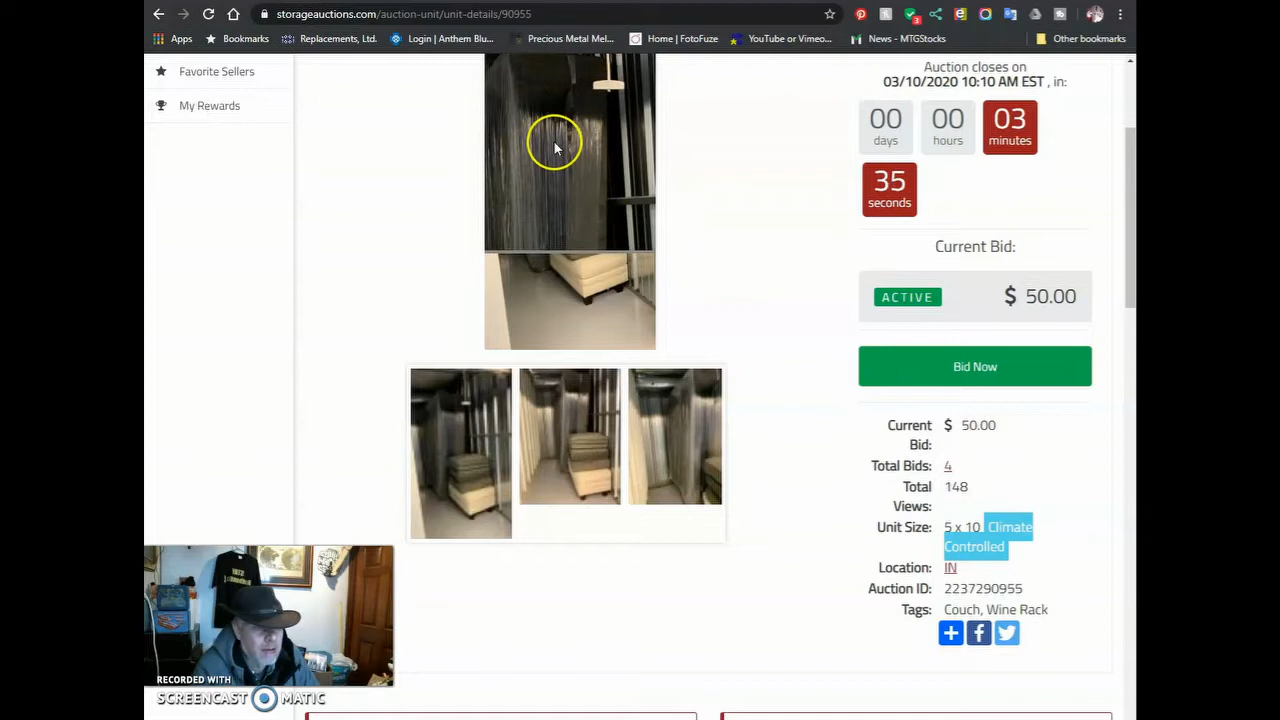 storageauctions.com/auction-unit/unit-details/90955
3
Apps Bookmarks Replacements, Ltd. Login | Anthem Blu... Precious Metal Mel... Home | FotoFuze YouTube or Vimeo... News - MTGStocks Other bookmarks
Favorite Sellers
My Rewards
Auction closes on
03/10/2020 10:10 AM EST , in:
00 00 03
days hours minutes
35
seconds
Current Bid:
ACTIVE $ 50.00
Bid Now
Current Bid: $ 50.00
Total Bids: 4
Total Views: 148
Unit Size: 5 x 10, Climate
Controlled
Location: IN
Auction ID: 2237290955
Tags: Couch, Wine Rack
RECORDED WITH
SCREENCAST MATIC